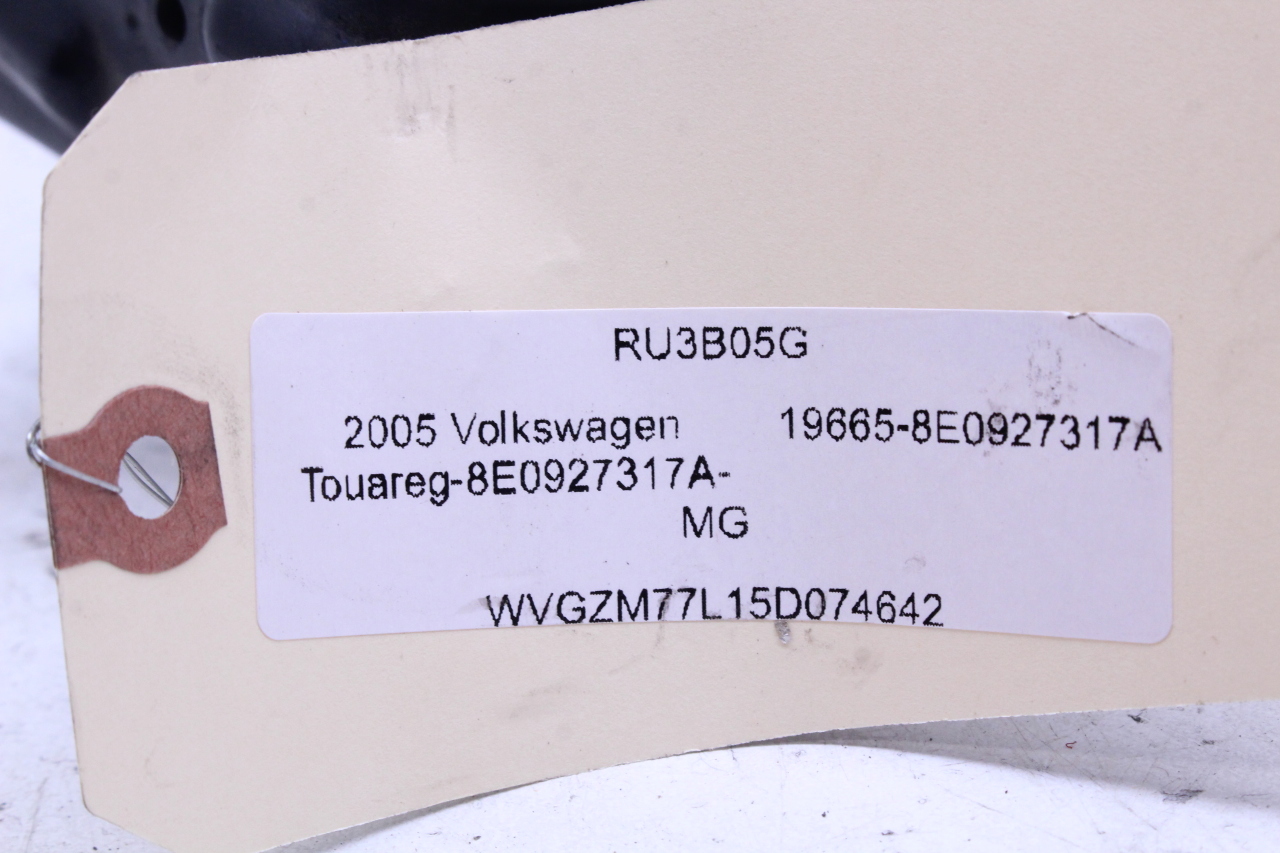 RU3B05G
2005 Volkswagen 19665-8E0927317A
Touareg-8E0927317A-
MG
WVGZM77L15D074642